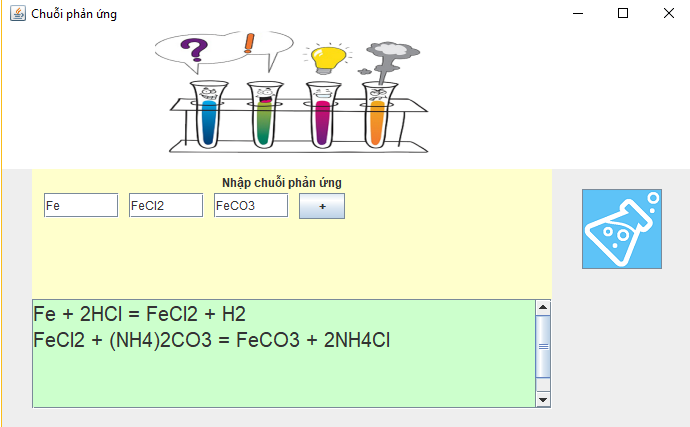 Chuỗi phản ứng
? !
Nhập chuỗi phản ứng
Fe FeCl2 FeCO3 +
Fe + 2HCl = FeCl2 + H2
FeCl2 + (NH4)2CO3 = FeCO3 + 2NH4Cl